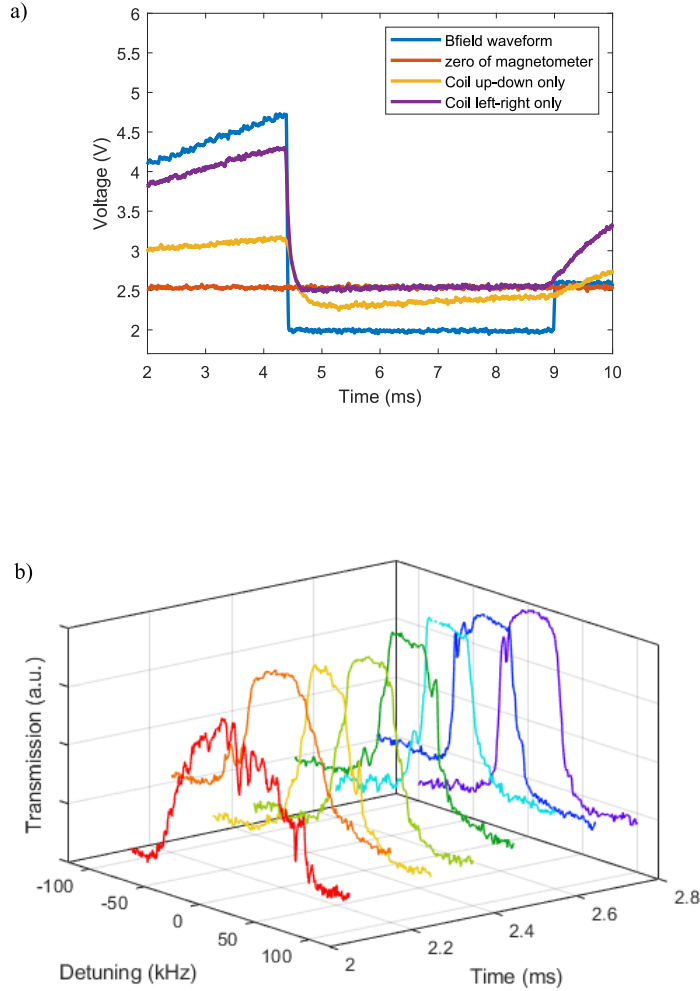 a)
6
5.5
5
4.5
4
3.5
3
2.5
2
Voltage (V)
Bfield waveform
zero of magnetometer
Coil up-down only
Coil left-right only
2 3 4 5 6 7 8 9 10
Time (ms)
b)
Transmission (a.u.)
-100 -50 0 50 100
Detuning (kHz)
2 2.2 2.4 2.6 2.8
Time (ms)